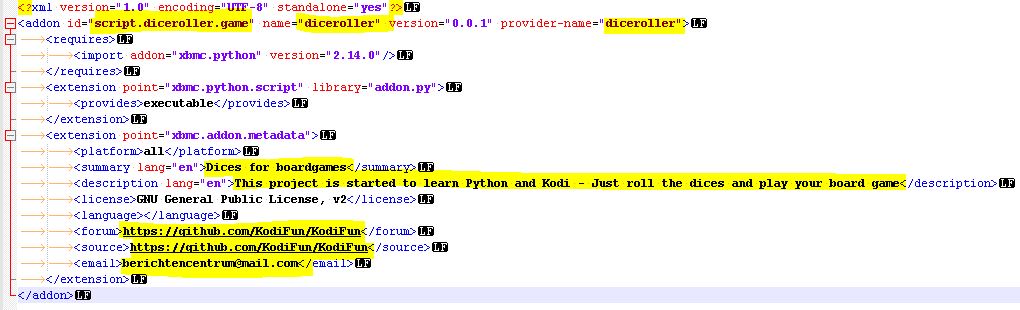 <?xml version="1.0" encoding="UTF-8" standalone="yes"?>LF
<addon id="script.diceroller.game" name="diceroller" version="0.0.1" provider-name="diceroller">LF
<requires>LF
<import addon="xbmc.python" version="2.14.0"/>LF
</requires>LF
<extension point="xbmc.python.script" library="addon.py">LF
<provides>executable</provides>LF
</extension>LF
<extension point="xbmc.addon.metadata">LF
<platform>all</platform>LF
<summary lang="en">Dices for boardgames</summary>LF
<description lang="en">This project is started to learn Python and Kodi - Just roll the dices and play your board game</description>LF
<license>GNU General Public License, v2</license>LF
<language></language>LF
<forum>https://github.com/KodiFun/KodiFun</forum>LF
<source>https://github.com/KodiFun/KodiFun</source>LF
<email>berichtencentrum@mail.com</email>LF
</extension>LF
</addon>LF